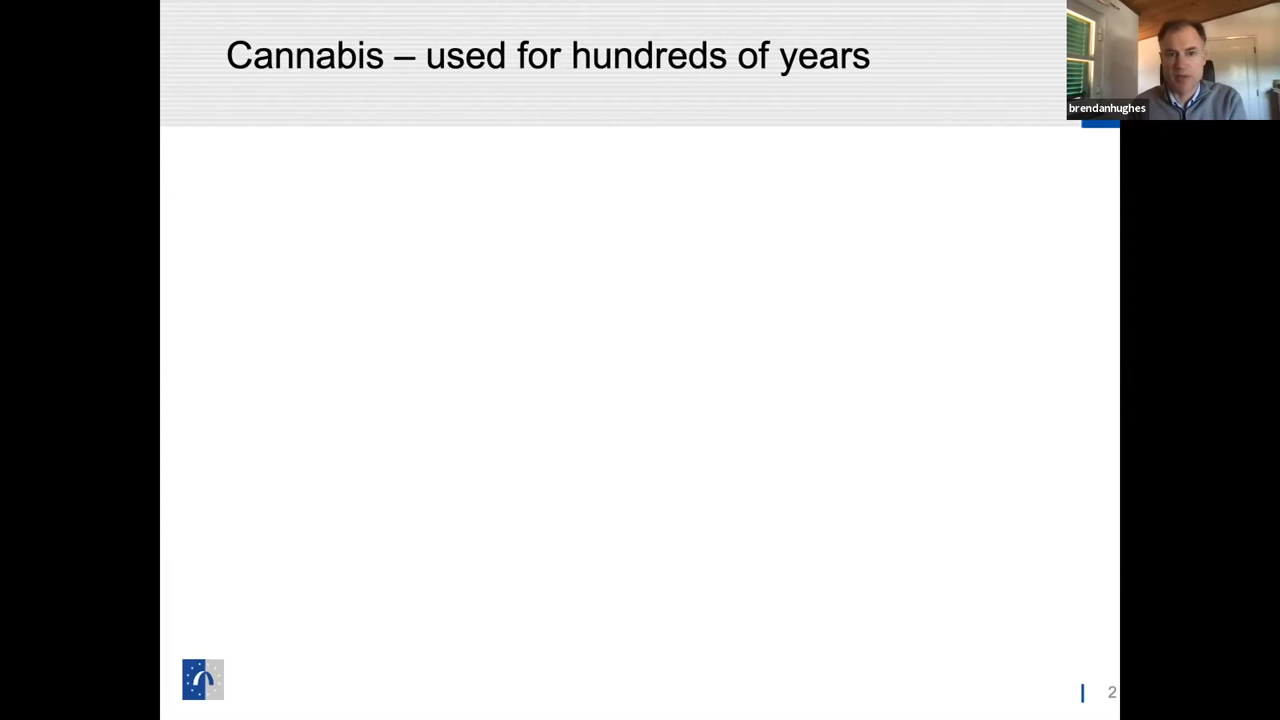 Cannabis – used for hundreds of years
brendanhughes
2